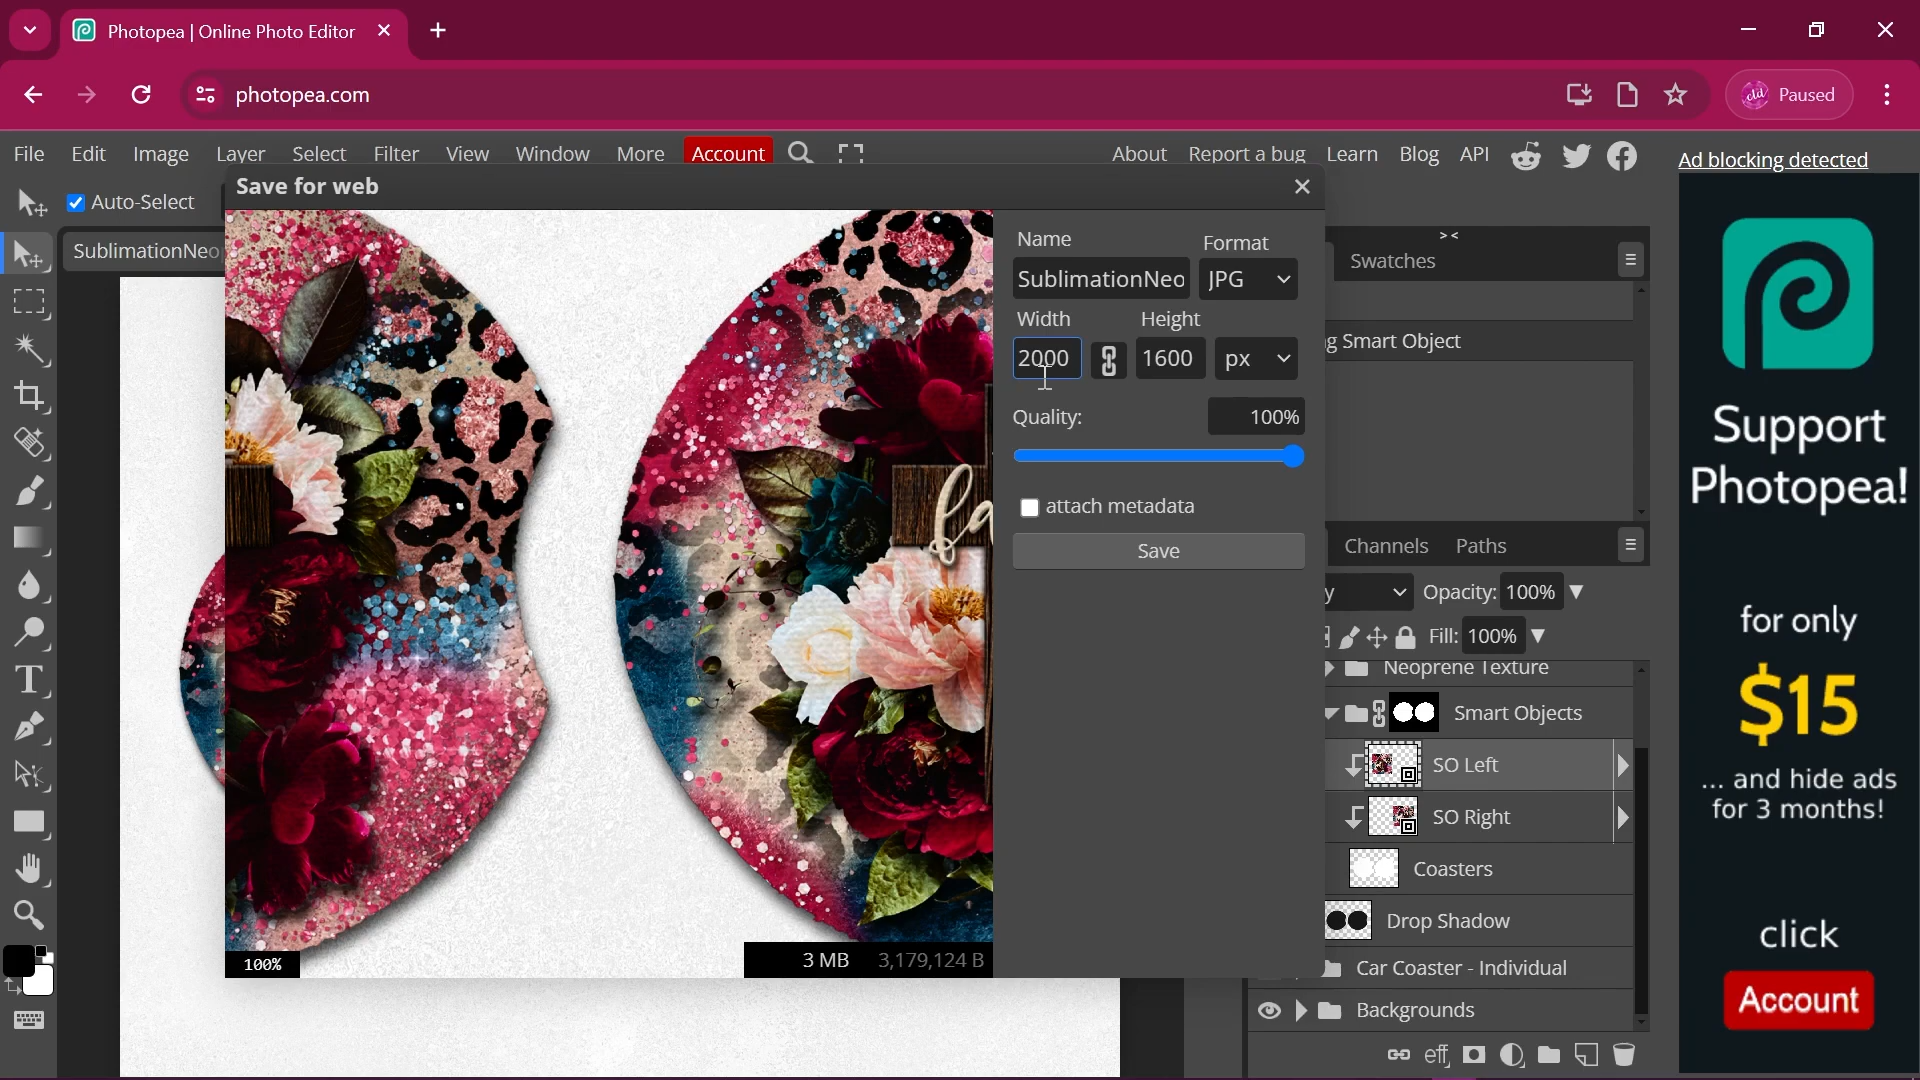 Photopea | Online Photo Editor
photopea.com
Paused
File Edit Image Layer Select Filter View Window More Account
About Report a bug Learn Blog API
Ad blocking detected
Auto-Select
Save for web
SublimationNeo
Name
Format
SublimationNeo
JPG
Width
Height
2000
1600
px
Quality:
100%
attach metadata
Save
100%
3 MB 3,179,124 B
Swatches
g Smart Object
Channels Paths
y
Opacity: 100%
Fill: 100%
Neoprene Texture
Smart Objects
SO Left
SO Right
Coasters
Drop Shadow
Car Coaster - Individual
Backgrounds
eff
Support
Photopea!
for only
$15
... and hide ads
for 3 months!
click
Account